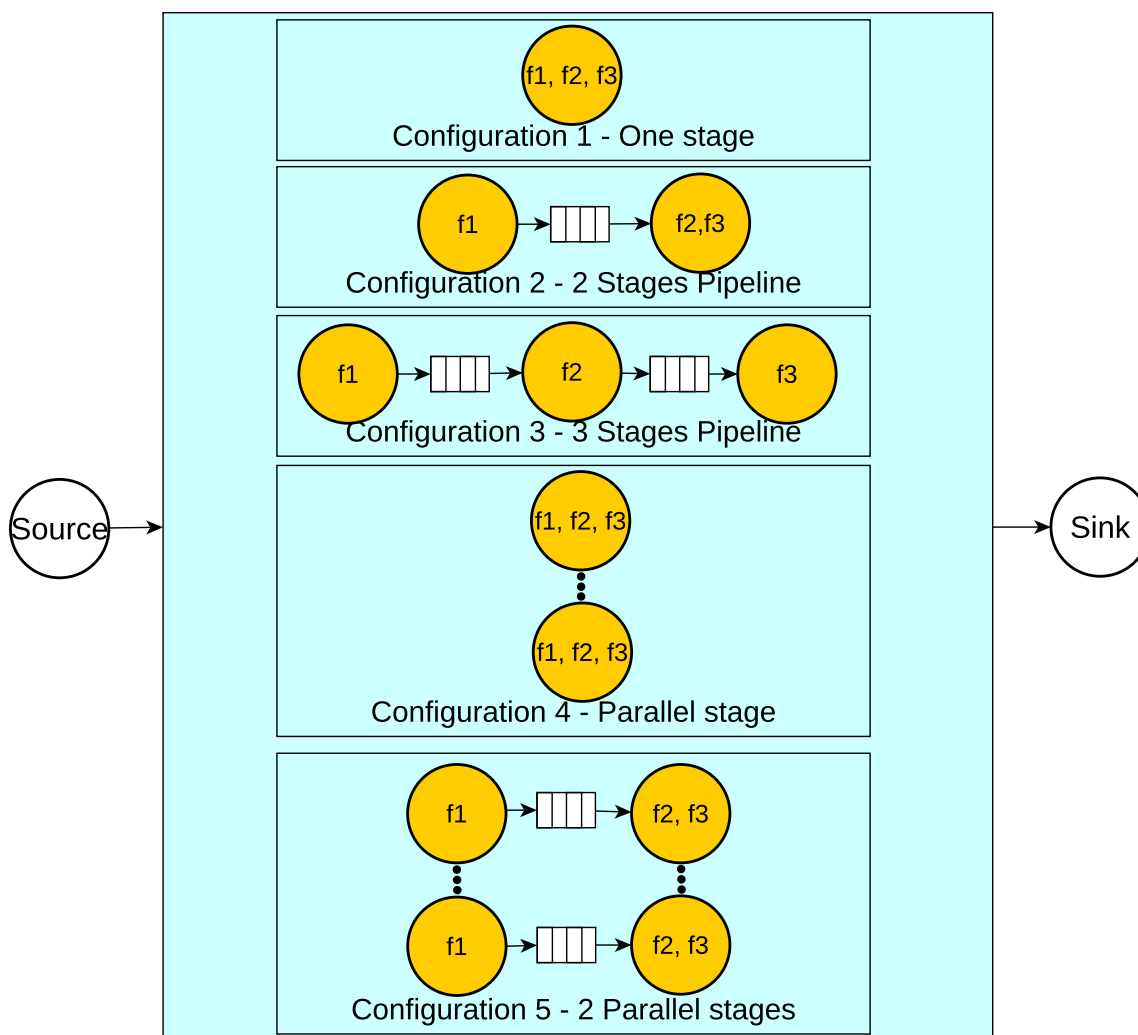 f1, f2, f3
Configuration 1 - One stage
f1
f2,f3
Configuration 2 - 2 Stages Pipeline
f1
f2
f3
Configuration 3 - 3 Stages Pipeline
Source
Sink
f1, f2, f3
f1, f2, f3
Configuration 4 - Parallel stage
f1
f2, f3
f1
f2, f3
Configuration 5 - 2 Parallel stages